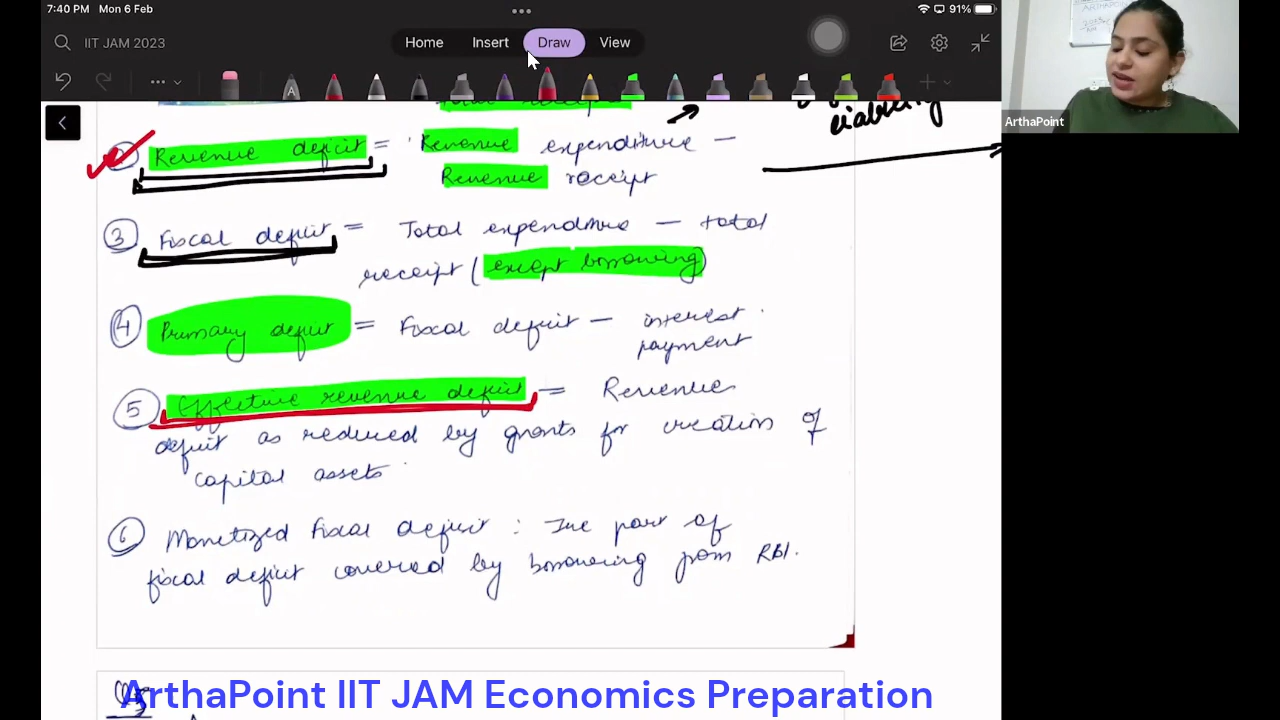 7:40 PM Mon 6 Feb
91%
IIT JAM 2023
Home Insert Draw View
A
ArthaPoint
Total receipt
liability
Revenue deficit = Revenue expenditure —
Revenue receipt
③ Fiscal deficit = Total expenditure — total
receipt (except borrowing)
④ Primary deficit = Fiscal deficit — interest
payment
⑤ Effective revenue deficit = Revenue
deficit as reduced by grants for creation of
capital assets
⑥ Monetized fiscal deficit : The part of
fiscal deficit covered by borrowing from RBI.
ArthaPoint IIT JAM Economics Preparation